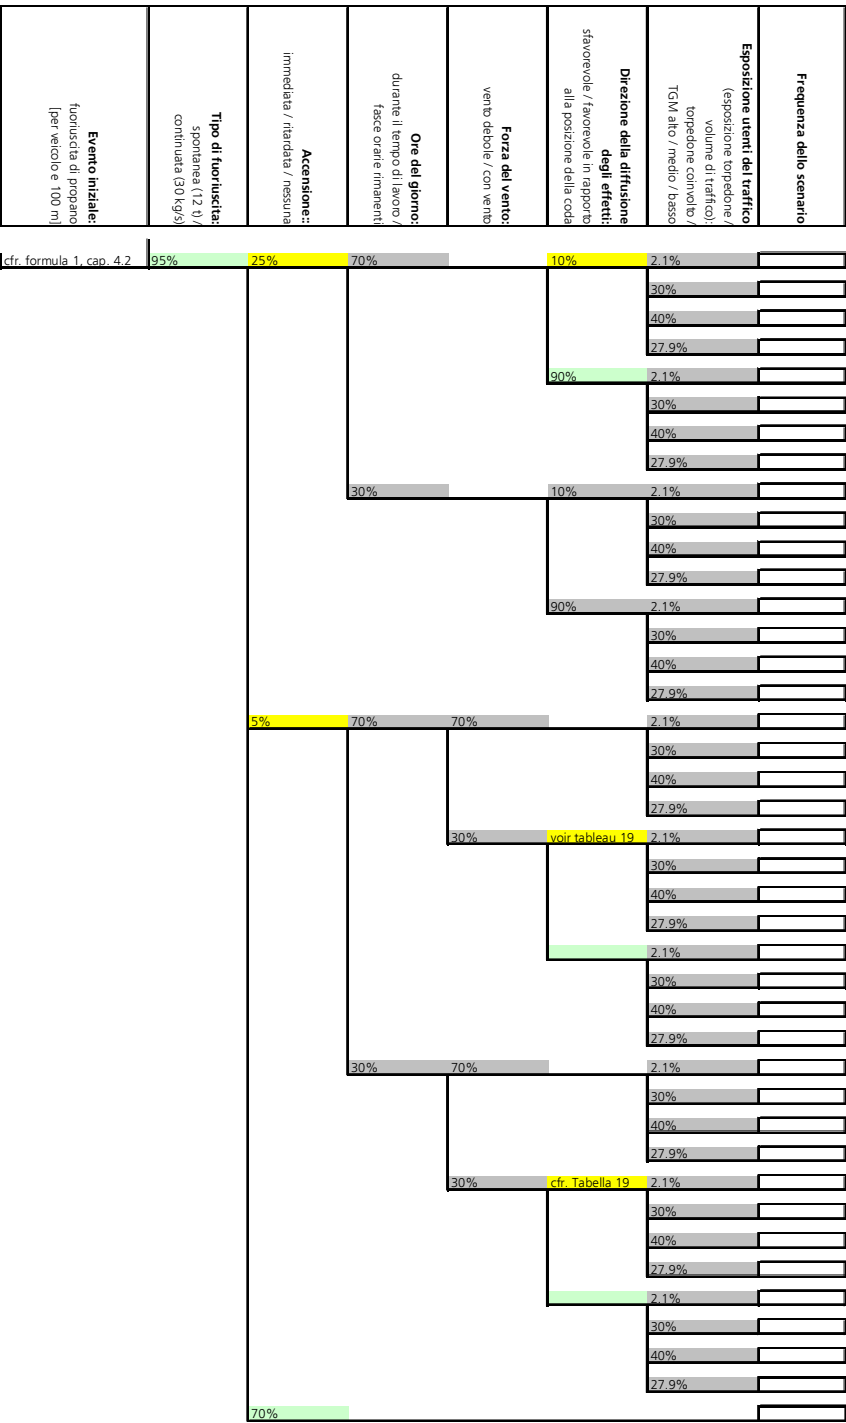 Evento iniziale:
fuoriuscita di propano
[per veicolo e 100 m]
Tipo di fuoriuscita:
spontanea (12 t) /
continuata (30 kg/s)
Accensione::
immediata / ritardata / nessuna
Ore del giorno:
durante il tempo di lavoro /
fasce orarie rimanenti
Forza del vento:
vento debole / con vento
Direzione della diffusione
degli effetti:
sfavorevole / favorevole in rapporto
alla posizione della coda
Esposizione utenti del traffico
(esposizione torpedone /
volume di traffico):
torpedone coinvolto /
TGM alto / medio / basso
Frequenza dello scenario
cfr. formula 1, cap. 4.2 95% 25% 70% 10% 2.1%
30%
40%
27.9%
90% 2.1%
30%
40%
27.9%
30% 10% 2.1%
30%
40%
27.9%
90% 2.1%
30%
40%
27.9%
5% 70% 70% 2.1%
30%
40%
27.9%
30% voir tableau 19 2.1%
30%
40%
27.9%
2.1%
30%
40%
27.9%
30% 70% 2.1%
30%
40%
27.9%
30% cfr. Tabella 19 2.1%
30%
40%
27.9%
2.1%
30%
40%
27.9%
70%